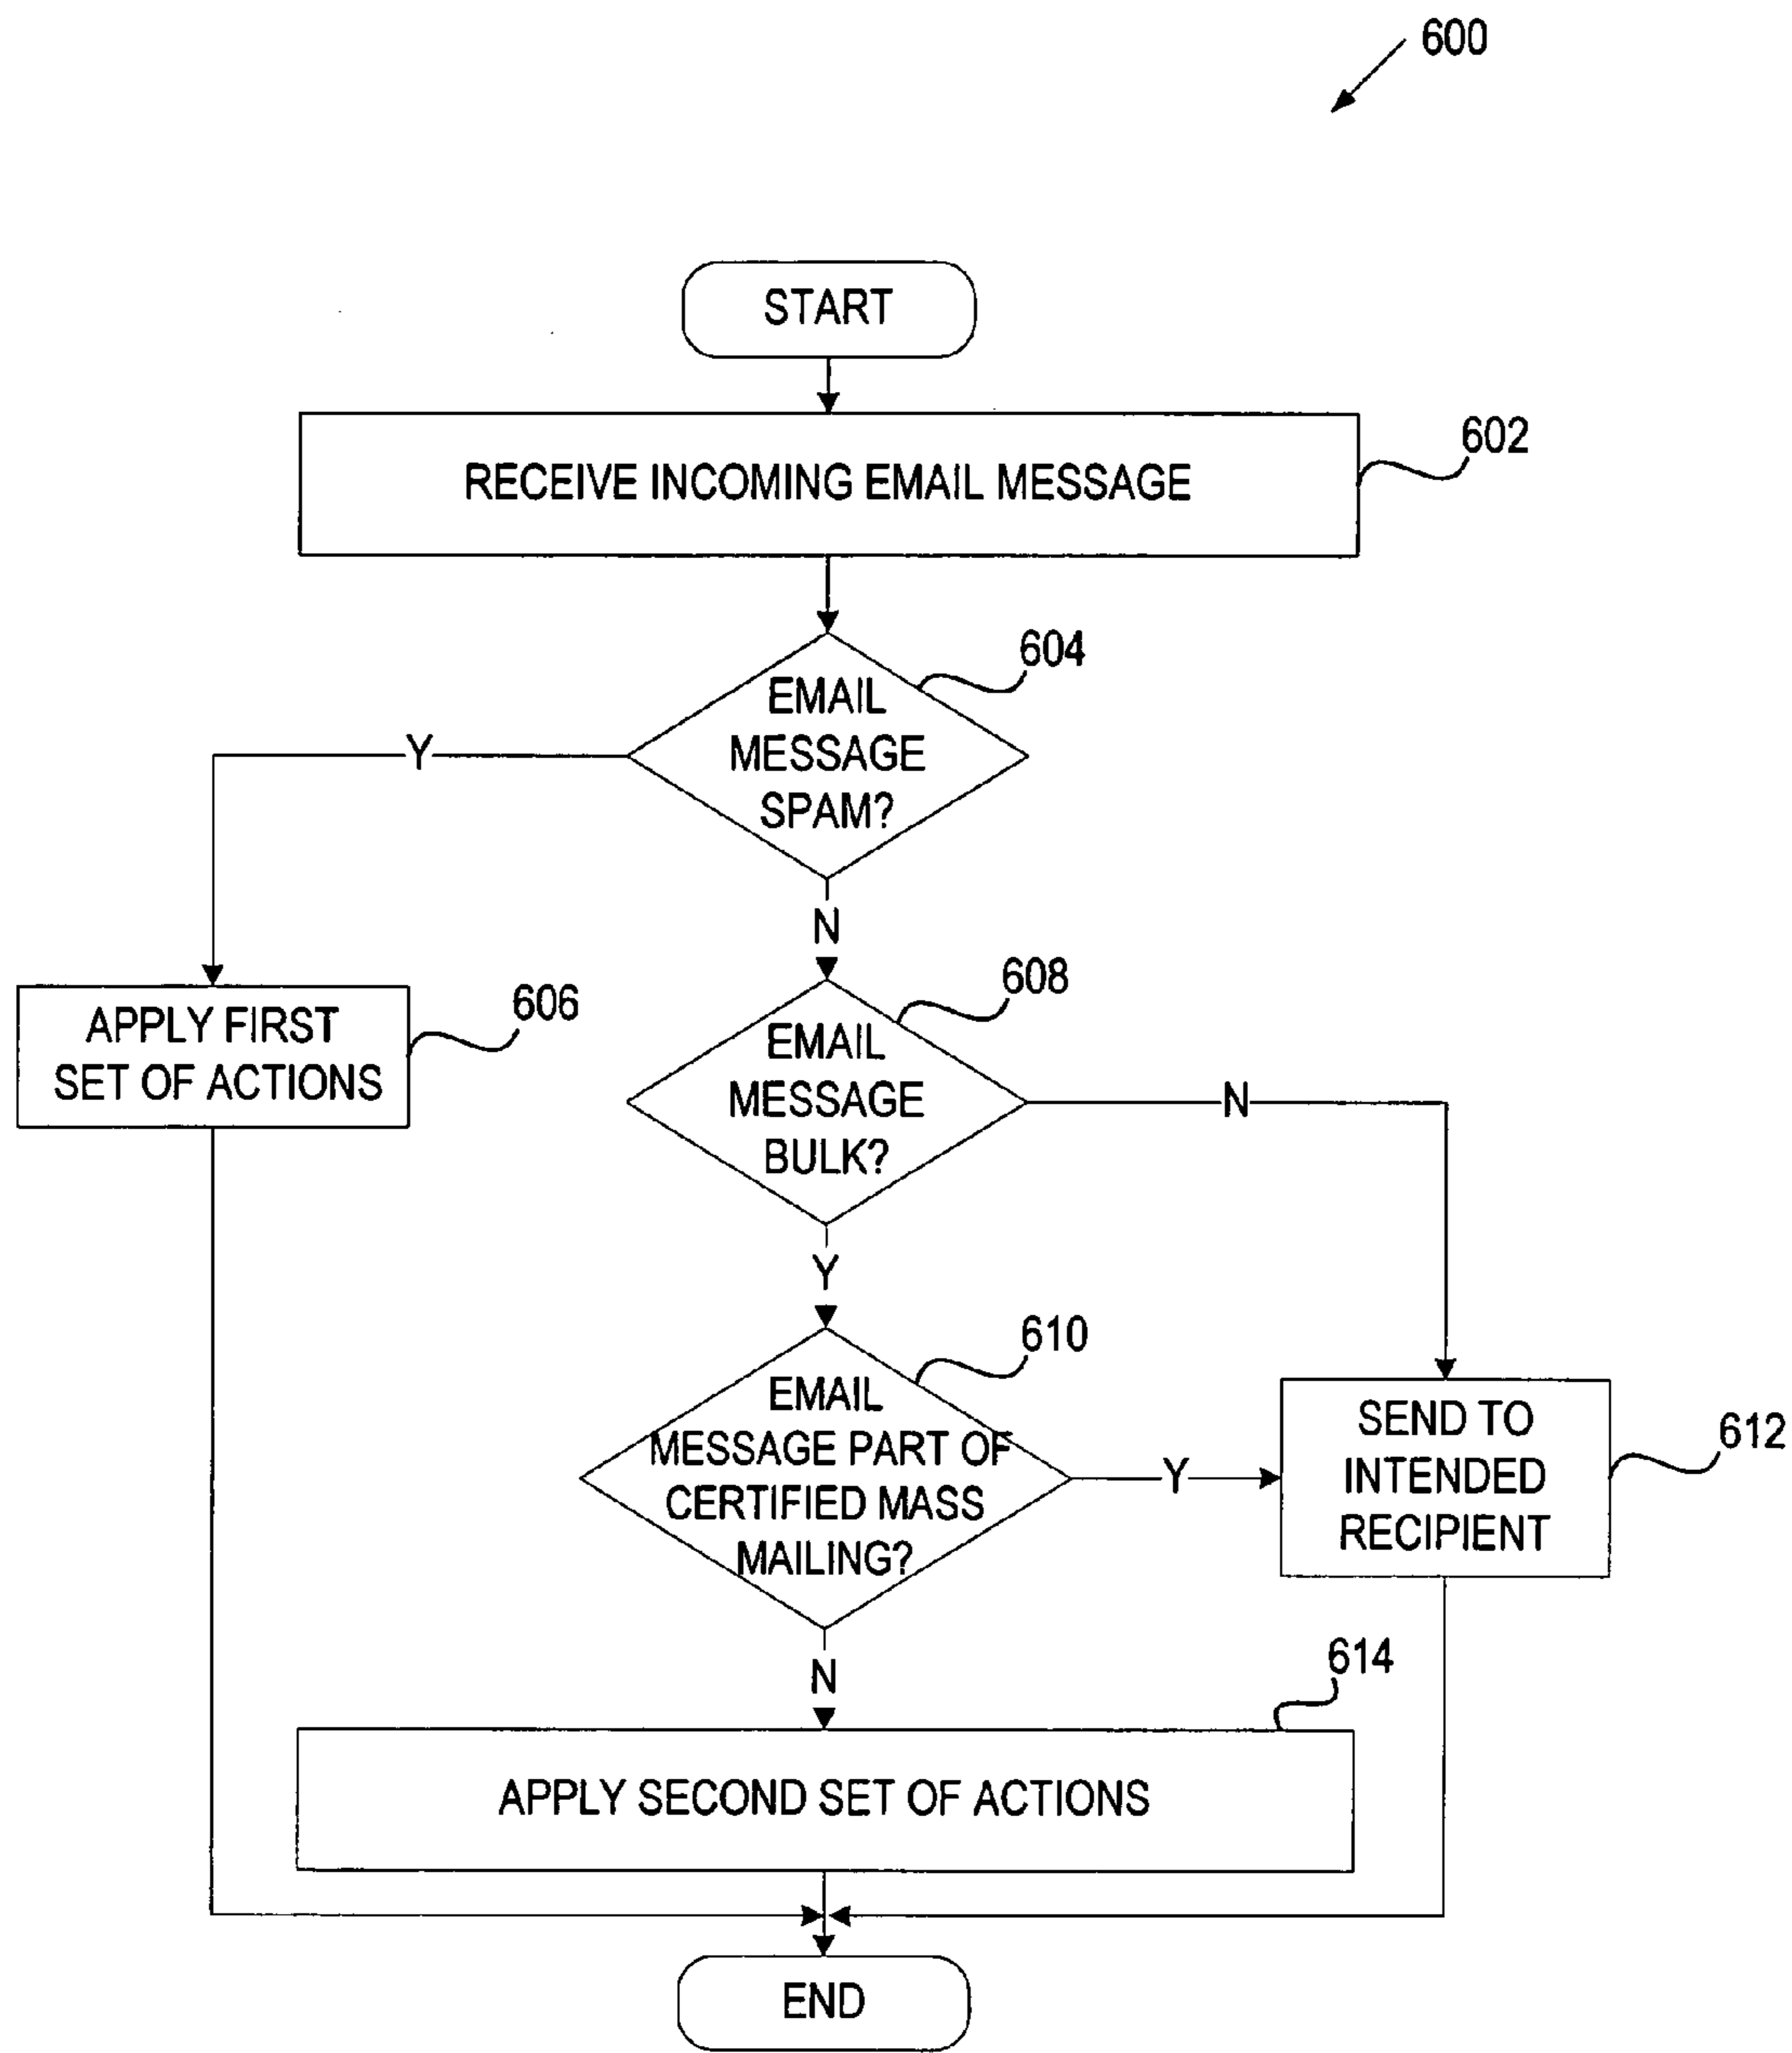 600
START
RECEIVE INCOMING EMAIL MESSAGE
602
EMAIL
MESSAGE
SPAM?
604
Y
N
APPLY FIRST
SET OF ACTIONS
606
EMAIL
MESSAGE
BULK?
608
N
Y
EMAIL
MESSAGE PART OF
CERTIFIED MASS
MAILING?
610
Y
SEND TO
INTENDED
RECIPIENT
612
N
614
APPLY SECOND SET OF ACTIONS
END